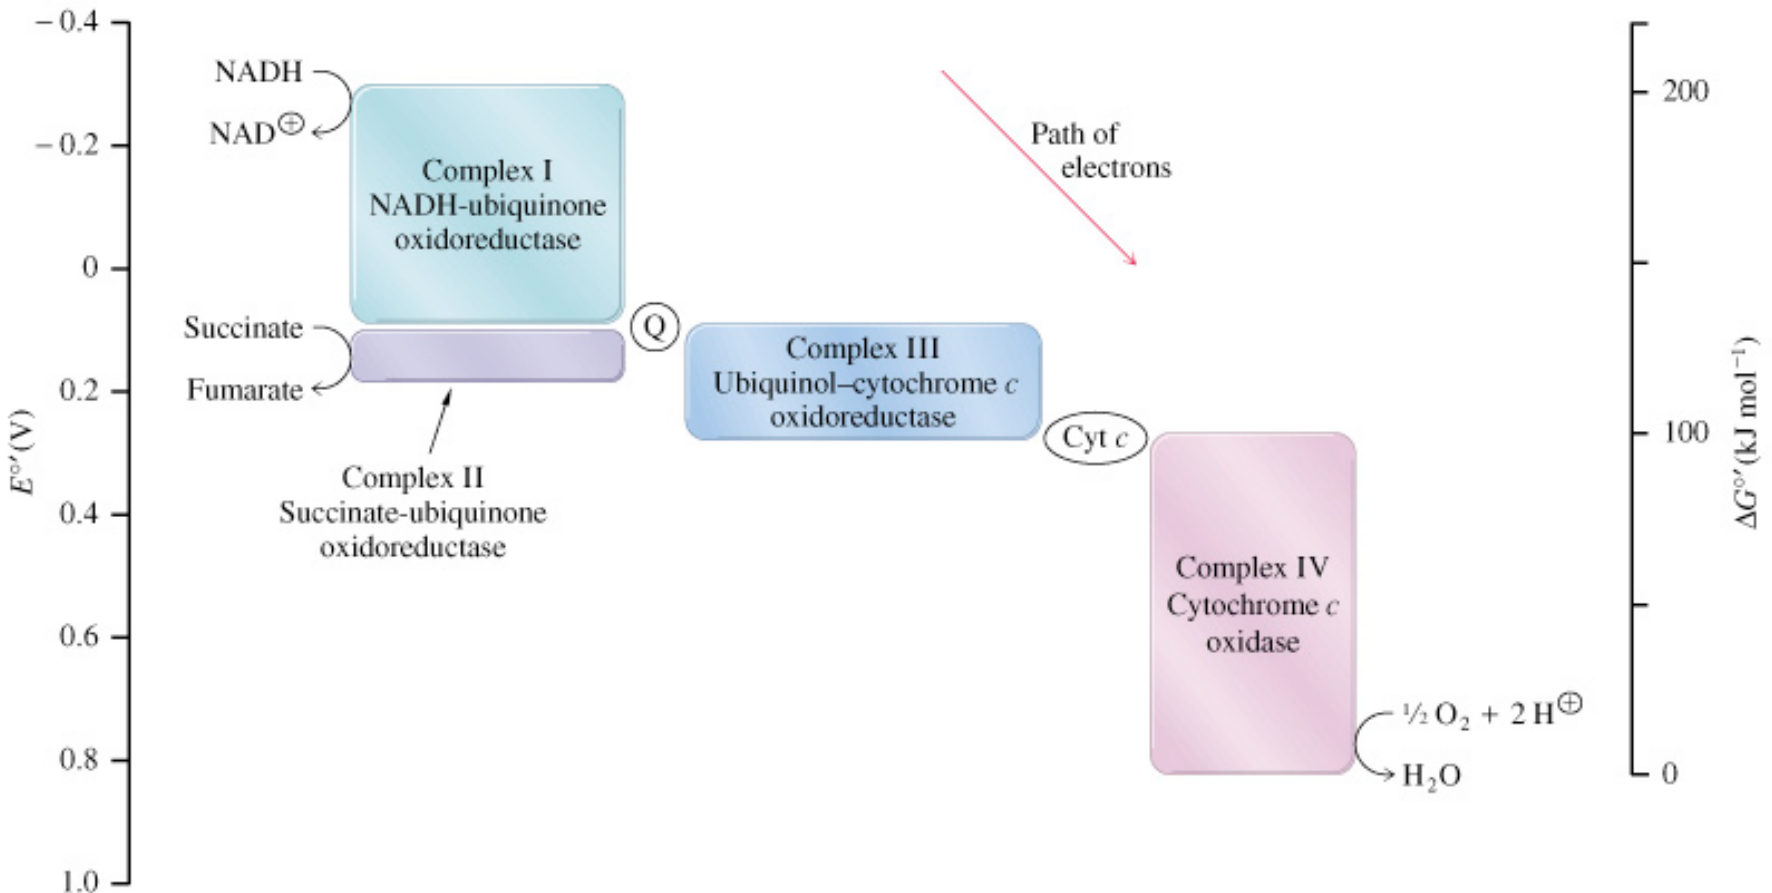 −0.4
−0.2
0
0.2
0.4
0.6
0.8
1.0
E°′(V)
NADH
NAD⊕
Complex I
NADH-ubiquinone
oxidoreductase
Succinate
Fumarate
Complex II
Succinate-ubiquinone
oxidoreductase
Q
Complex III
Ubiquinol–cytochrome c
oxidoreductase
Cyt c
Path of
electrons
Complex IV
Cytochrome c
oxidase
½ O₂ + 2 H⊕
H₂O
200
100
0
ΔG°′(kJ mol⁻¹)